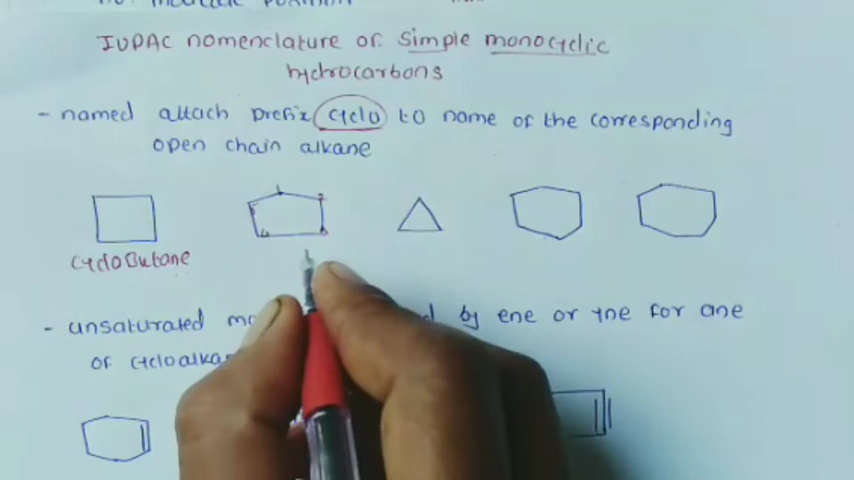 IUPAC nomenclature of simple monocyclic
hydrocarbons
- named attach prefix cyclo to name of the corresponding
open chain alkane
cycloButane
- unsaturated by ene or yne for ane
of